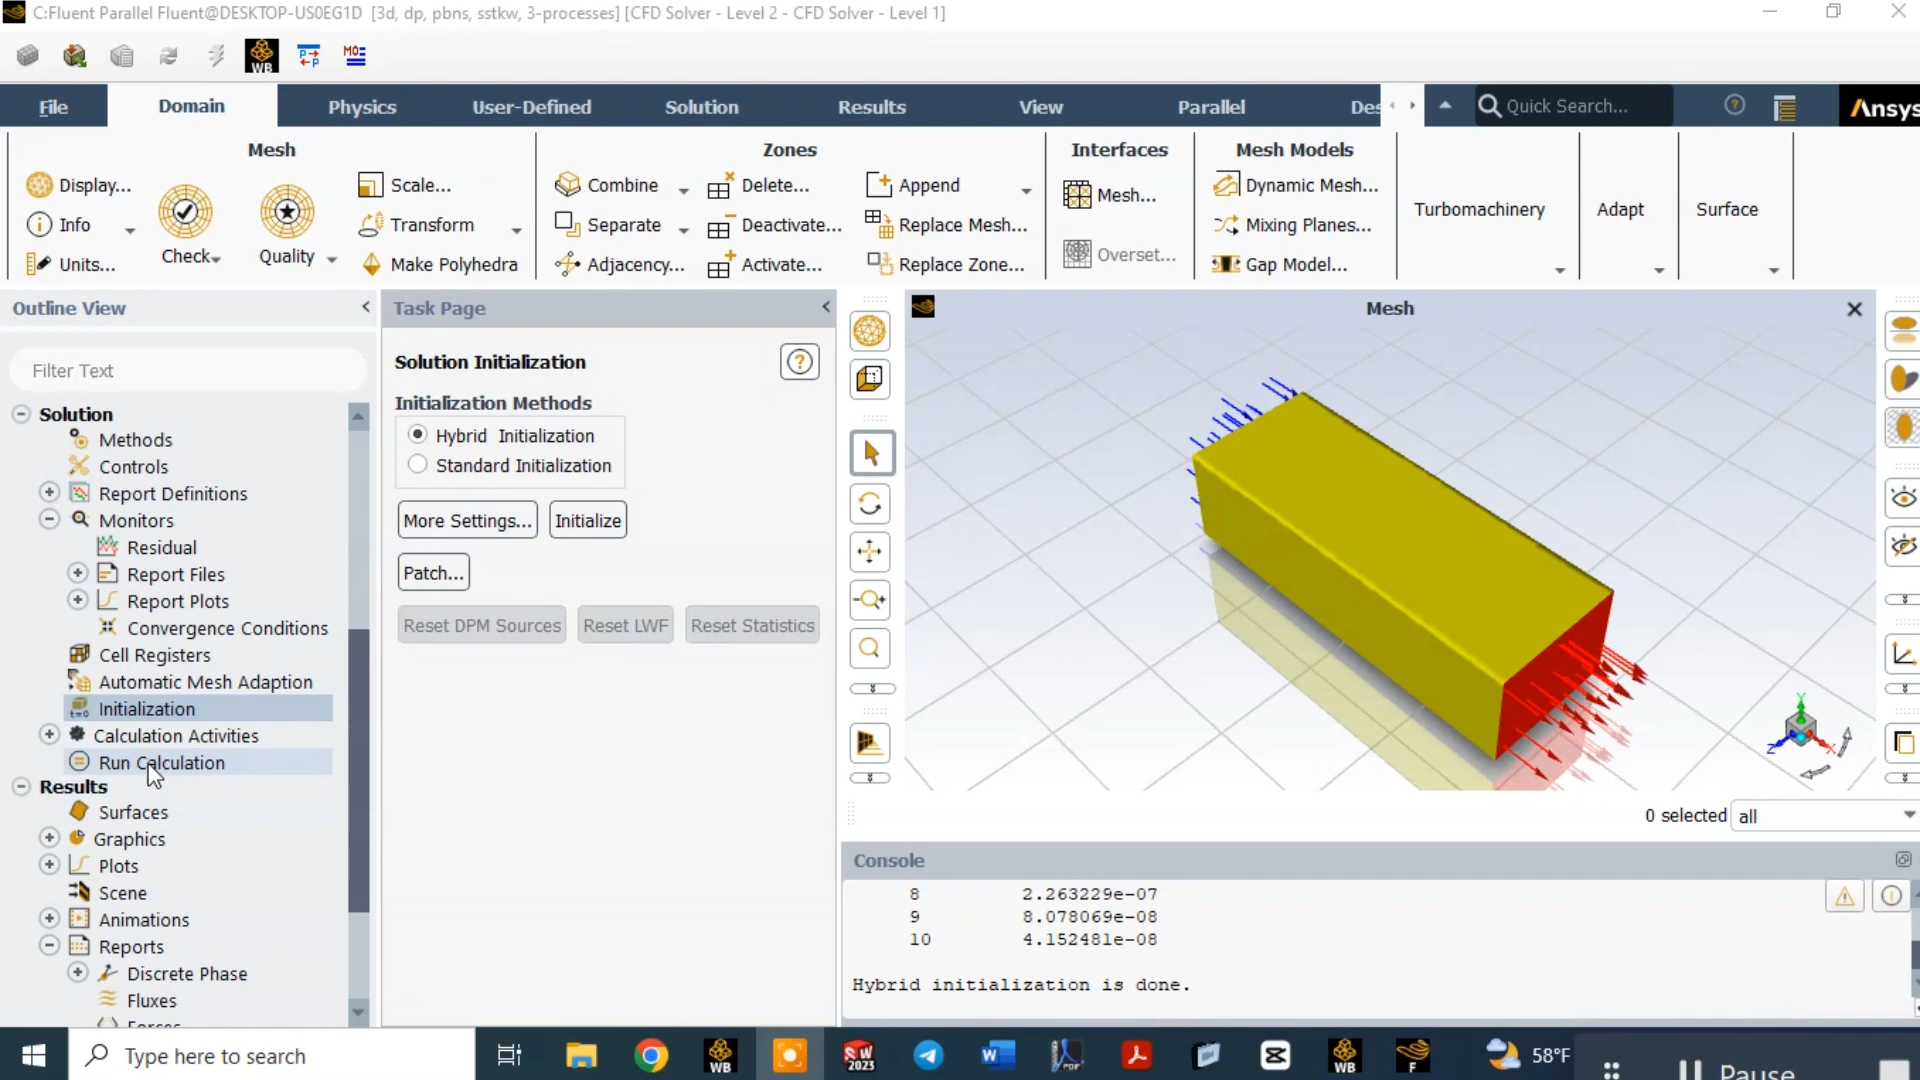 C:Fluent Parallel Fluent@DESKTOP-US0EG1D [3d, dp, pbns, sstkw, 3-processes] [CFD Solver - Level 2 - CFD Solver - Level 1]
WB
File
Domain
Physics
User-Defined
Solution
Results
View
Parallel
Des
Quick Search...
Ansys
Mesh
Zones
Interfaces
Mesh Models
Display...
Info
Units...
Check
Quality
Scale...
Transform
Make Polyhedra
Combine
Separate
Adjacency...
Delete...
Deactivate...
Activate...
Append
Replace Mesh...
Replace Zone...
Mesh...
Overset...
Dynamic Mesh...
Mixing Planes...
Gap Model...
Turbomachinery
Adapt
Surface
Outline View
Filter Text
Solution
Methods
Controls
Report Definitions
Monitors
Residual
Report Files
Report Plots
Convergence Conditions
Cell Registers
Automatic Mesh Adaption
Initialization
Calculation Activities
Run Calculation
Results
Surfaces
Graphics
Plots
Scene
Animations
Reports
Discrete Phase
Fluxes
Forces
Task Page
Solution Initialization
Initialization Methods
Hybrid Initialization
Standard Initialization
More Settings...
Initialize
Patch...
Reset DPM Sources
Reset LWF
Reset Statistics
Mesh
Y
Z
X
0 selected
all
Console
8 2.263229e-07
9 8.078069e-08
10 4.152481e-08
Hybrid initialization is done.
Type here to search
WB
SW
2023
W
PDF
WB
F
58°F
Pause